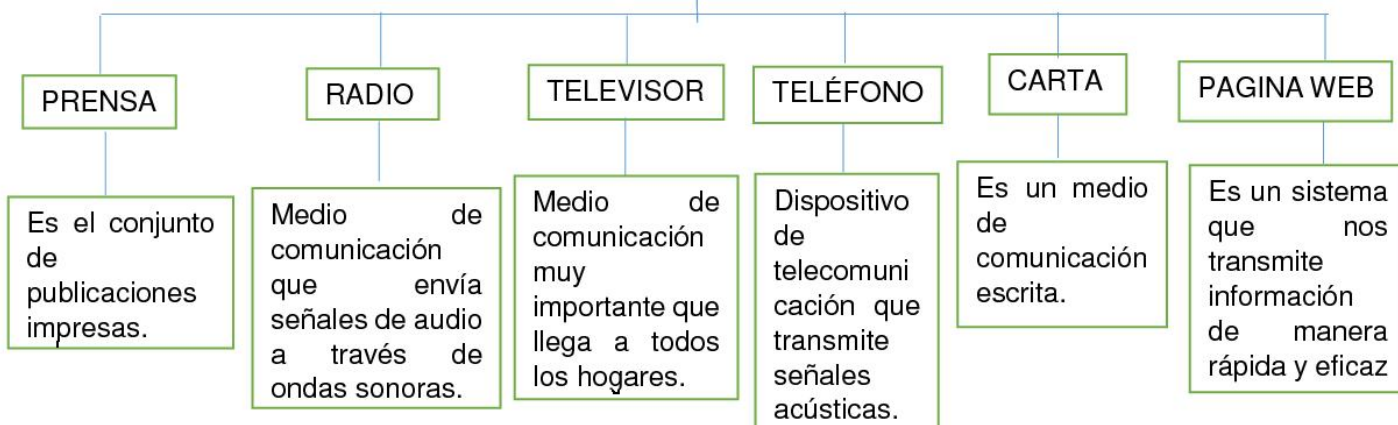 PRENSA
RADIO
TELEVISOR
TELÉFONO
CARTA
PAGINA WEB
Es el conjunto
de
publicaciones
impresas.
Medio de
comunicación
que envía
señales de audio
a través de
ondas sonoras.
Medio de
comunicación
muy
importante que
llega a todos
los hogares.
Dispositivo
de
telecomuni
cación que
transmite
señales
acústicas.
Es un medio
de
comunicación
escrita.
Es un sistema
que nos
transmite
información
de manera
rápida y eficaz